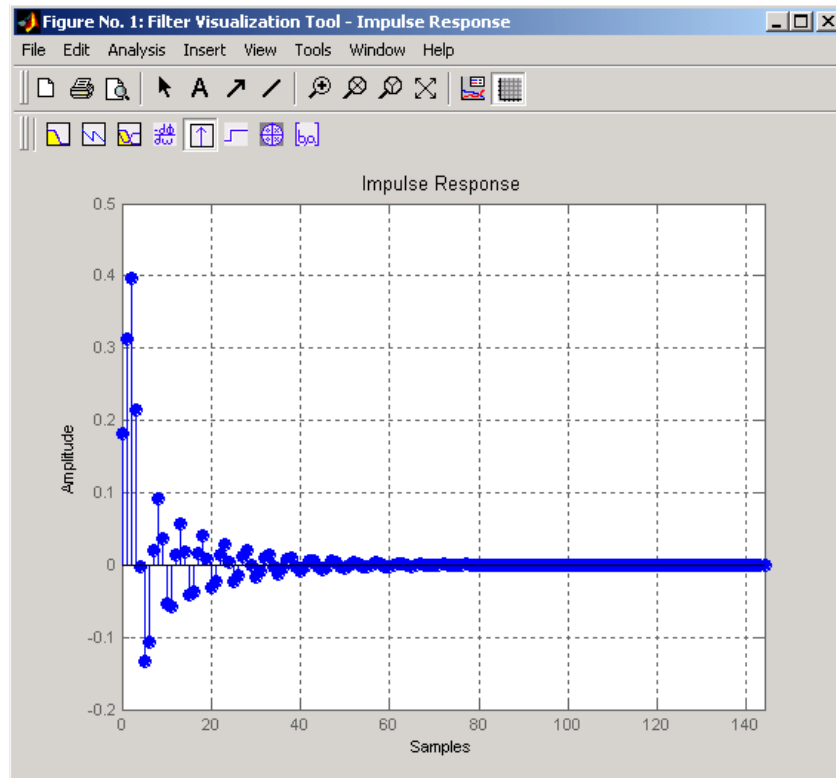 Figure No. 1: Filter Visualization Tool - Impulse Response
File Edit Analysis Insert View Tools Window Help
A
[b,a]
Impulse Response
0.5
0.4
0.3
0.2
0.1
0
-0.1
-0.2
Amplitude
0 20 40 60 80 100 120 140
Samples